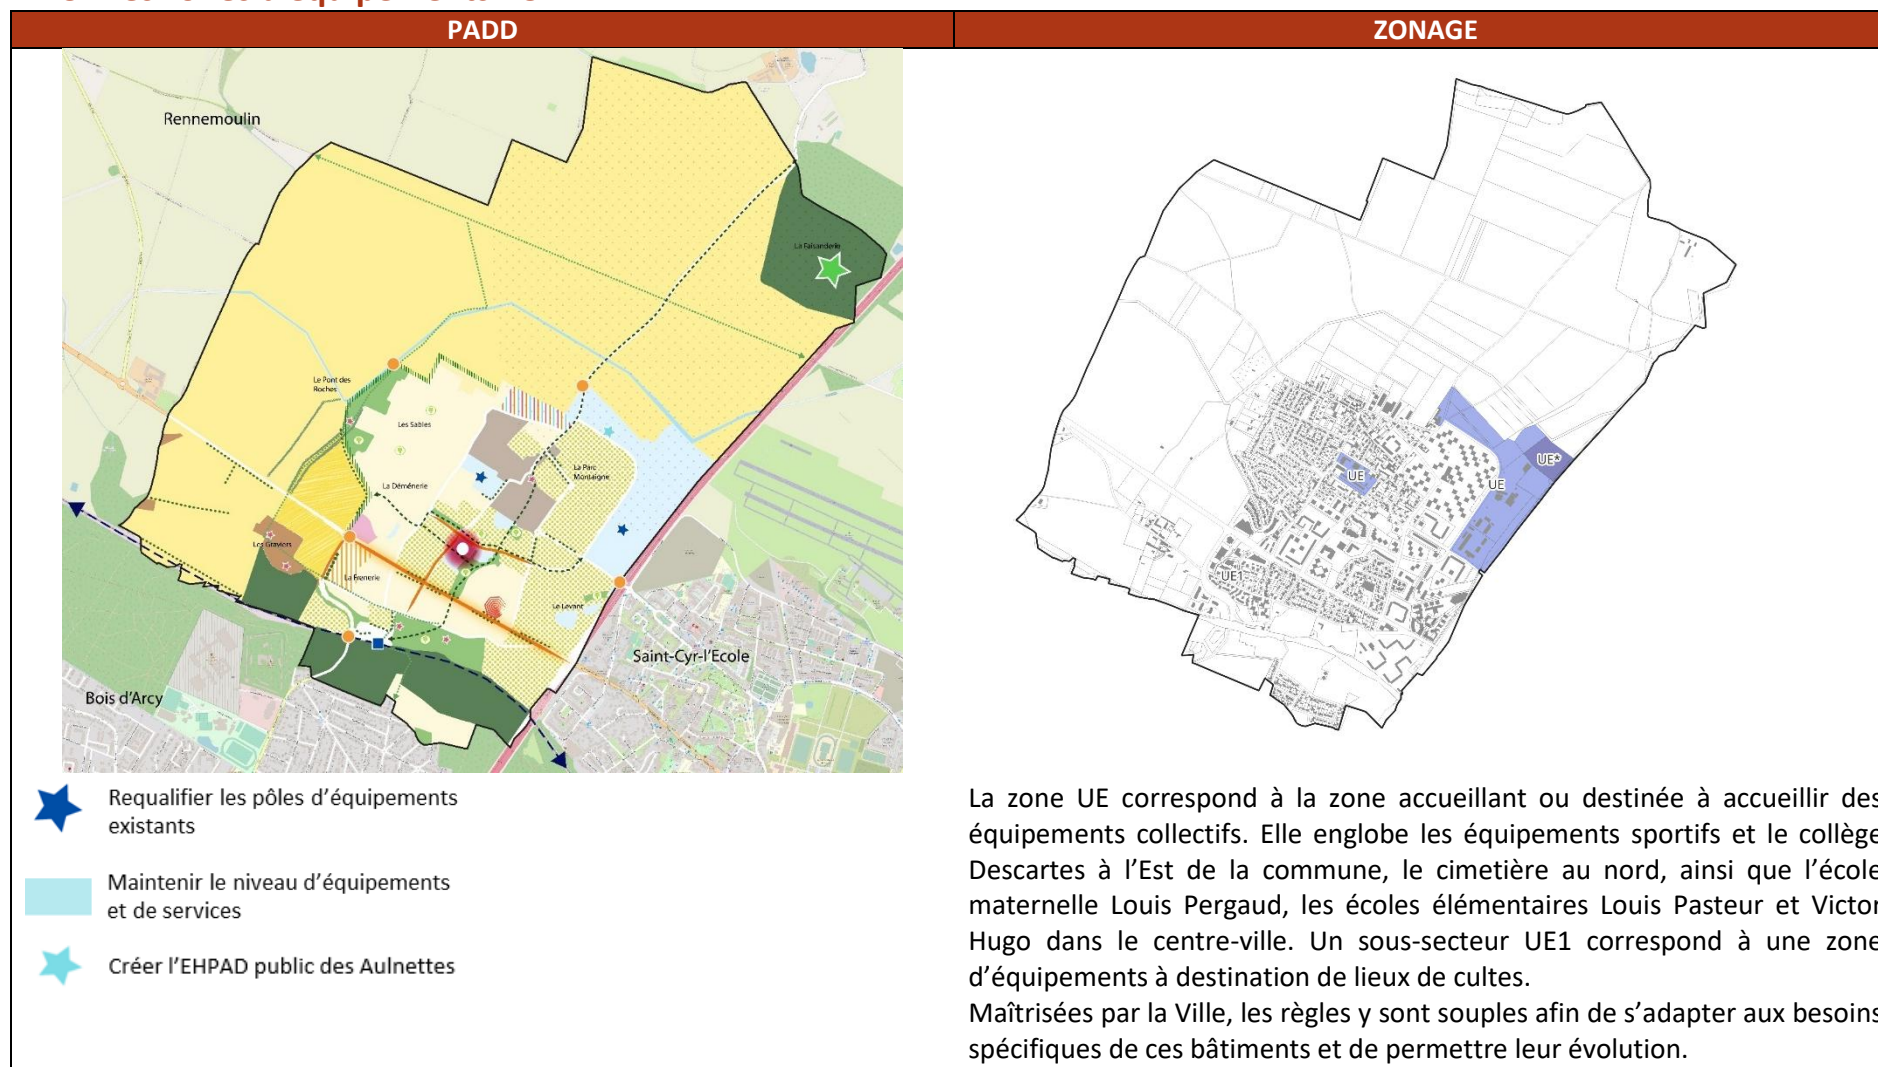 PADD
ZONAGE
Rennemoulin
La Faisanderie
Le Pont des
Roches
Les Sables
La Parc
Montaigne
La Déménerie
Les Graviers
La Frenerie
Le Levant
Saint-Cyr-l'Ecole
Bois d'Arcy
UE
UE*
UE
UE1
Requalifier les pôles d'équipements
existants
Maintenir le niveau d'équipements
et de services
Créer l'EHPAD public des Aulnettes
La zone UE correspond à la zone accueillant ou destinée à accueillir des
équipements collectifs. Elle englobe les équipements sportifs et le collège
Descartes à l'Est de la commune, le cimetière au nord, ainsi que l'école
maternelle Louis Pergaud, les écoles élémentaires Louis Pasteur et Victor
Hugo dans le centre-ville. Un sous-secteur UE1 correspond à une zone
d'équipements à destination de lieux de cultes.
Maîtrisées par la Ville, les règles y sont souples afin de s'adapter aux besoins
spécifiques de ces bâtiments et de permettre leur évolution.